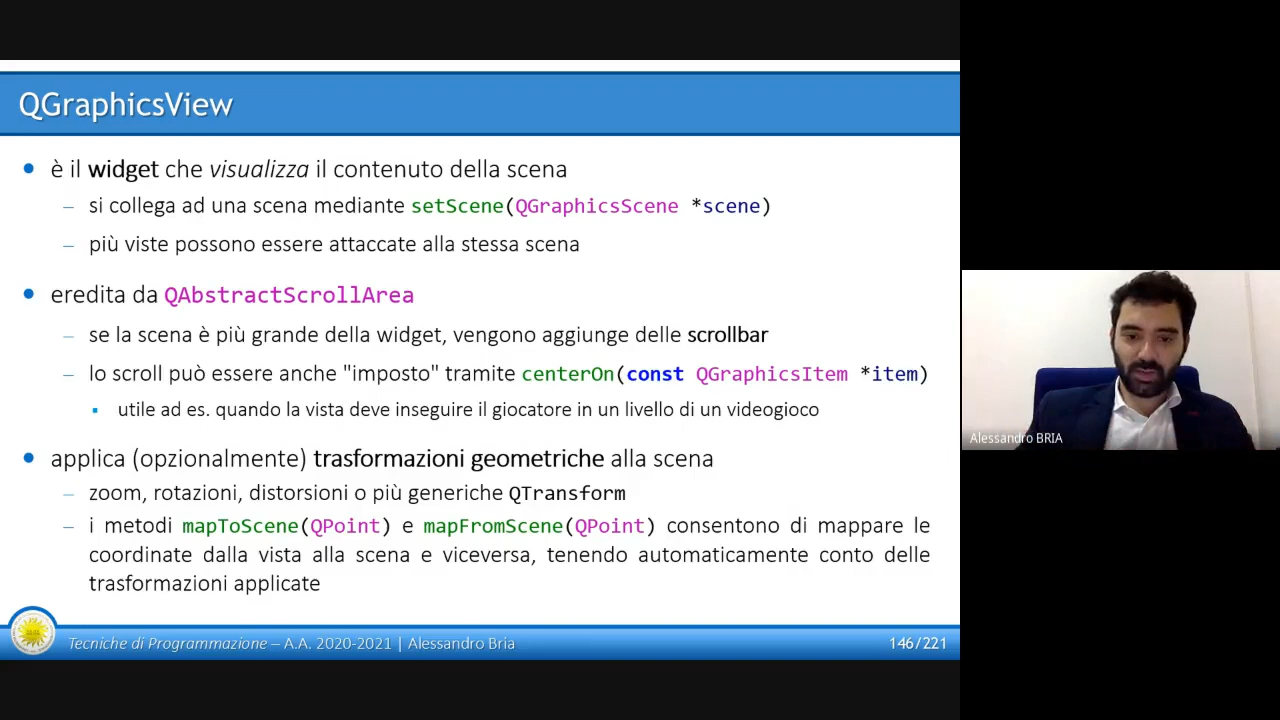 QGraphicsView
• è il widget che visualizza il contenuto della scena
– si collega ad una scena mediante setScene(QGraphicsScene *scene)
– più viste possono essere attaccate alla stessa scena
• eredita da QAbstractScrollArea
– se la scena è più grande della widget, vengono aggiunge delle scrollbar
– lo scroll può essere anche "imposto" tramite centerOn(const QGraphicsItem *item)
▪ utile ad es. quando la vista deve inseguire il giocatore in un livello di un videogioco
• applica (opzionalmente) trasformazioni geometriche alla scena
– zoom, rotazioni, distorsioni o più generiche QTransform
– i metodi mapToScene(QPoint) e mapFromScene(QPoint) consentono di mappare le
coordinate dalla vista alla scena e viceversa, tenendo automaticamente conto delle
trasformazioni applicate
Tecniche di Programmazione – A.A. 2020-2021 | Alessandro Bria
146/221
Alessandro BRIA